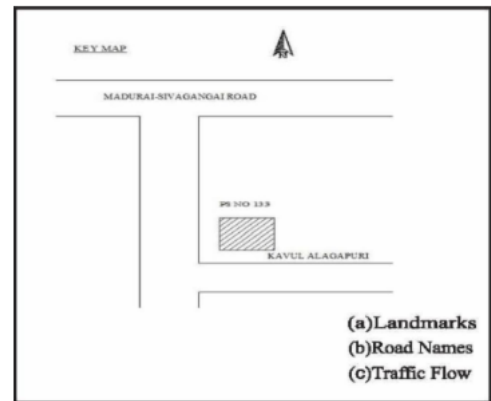 KEY MAP
N
MADURAI-SIVAGANGAI ROAD
PS NO 133
KAVUL ALAGAPURI
(a)Landmarks
(b)Road Names
(c)Traffic Flow